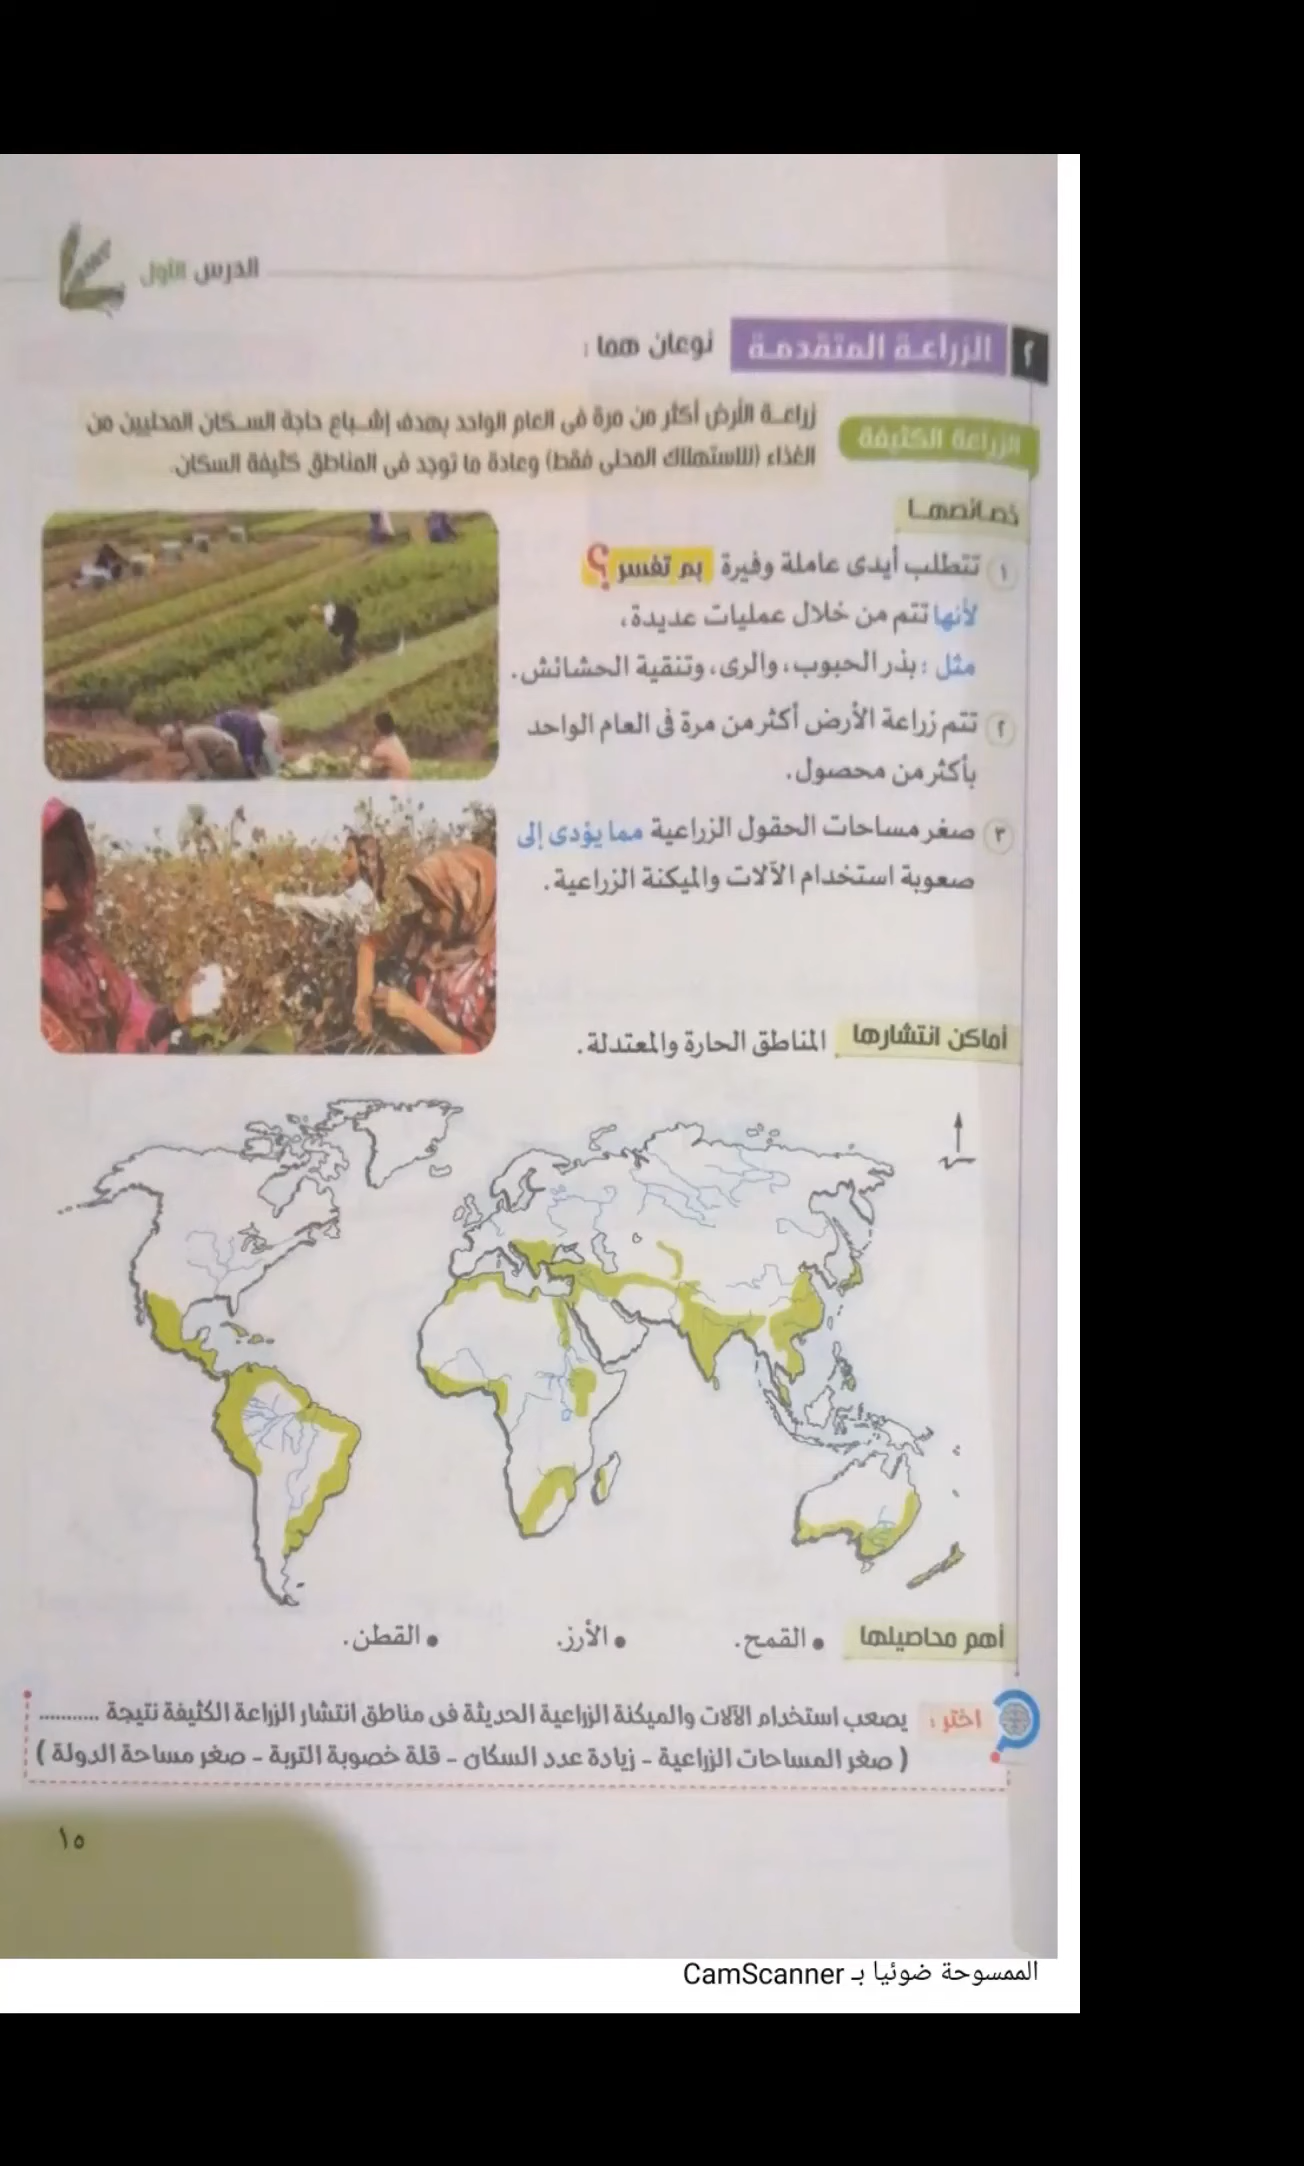 الدرس الأول
٢ الزراعة المتقدمة نوعان هما :
الزراعة الكثيفة
زراعة الأرض أكثر من مرة فى العام الواحد بهدف إشباع حاجة السكان المحليين من
الغذاء (للاستهلاك المحلى فقط) وعادة ما توجد فى المناطق كثيفة السكان.
خصائصها
١ تتطلب أيدى عاملة وفيرة بم تفسر ؟
لأنها تتم من خلال عمليات عديدة،
مثل : بذر الحبوب، والرى، وتنقية الحشائش.
٢ تتم زراعة الأرض أكثر من مرة فى العام الواحد
بأكثر من محصول.
٣ صغر مساحات الحقول الزراعية مما يؤدى إلى
صعوبة استخدام الآلات والميكنة الزراعية.
أماكن انتشارها المناطق الحارة والمعتدلة.
أهم محاصيلها • القمح. • الأرز. • القطن.
اختر : يصعب استخدام الآلات والميكنة الزراعية الحديثة فى مناطق انتشار الزراعة الكثيفة نتيجة ...........
( صغر المساحات الزراعية - زيادة عدد السكان - قلة خصوبة التربة - صغر مساحة الدولة )
١٥
الممسوحة ضوئيا بـ CamScanner